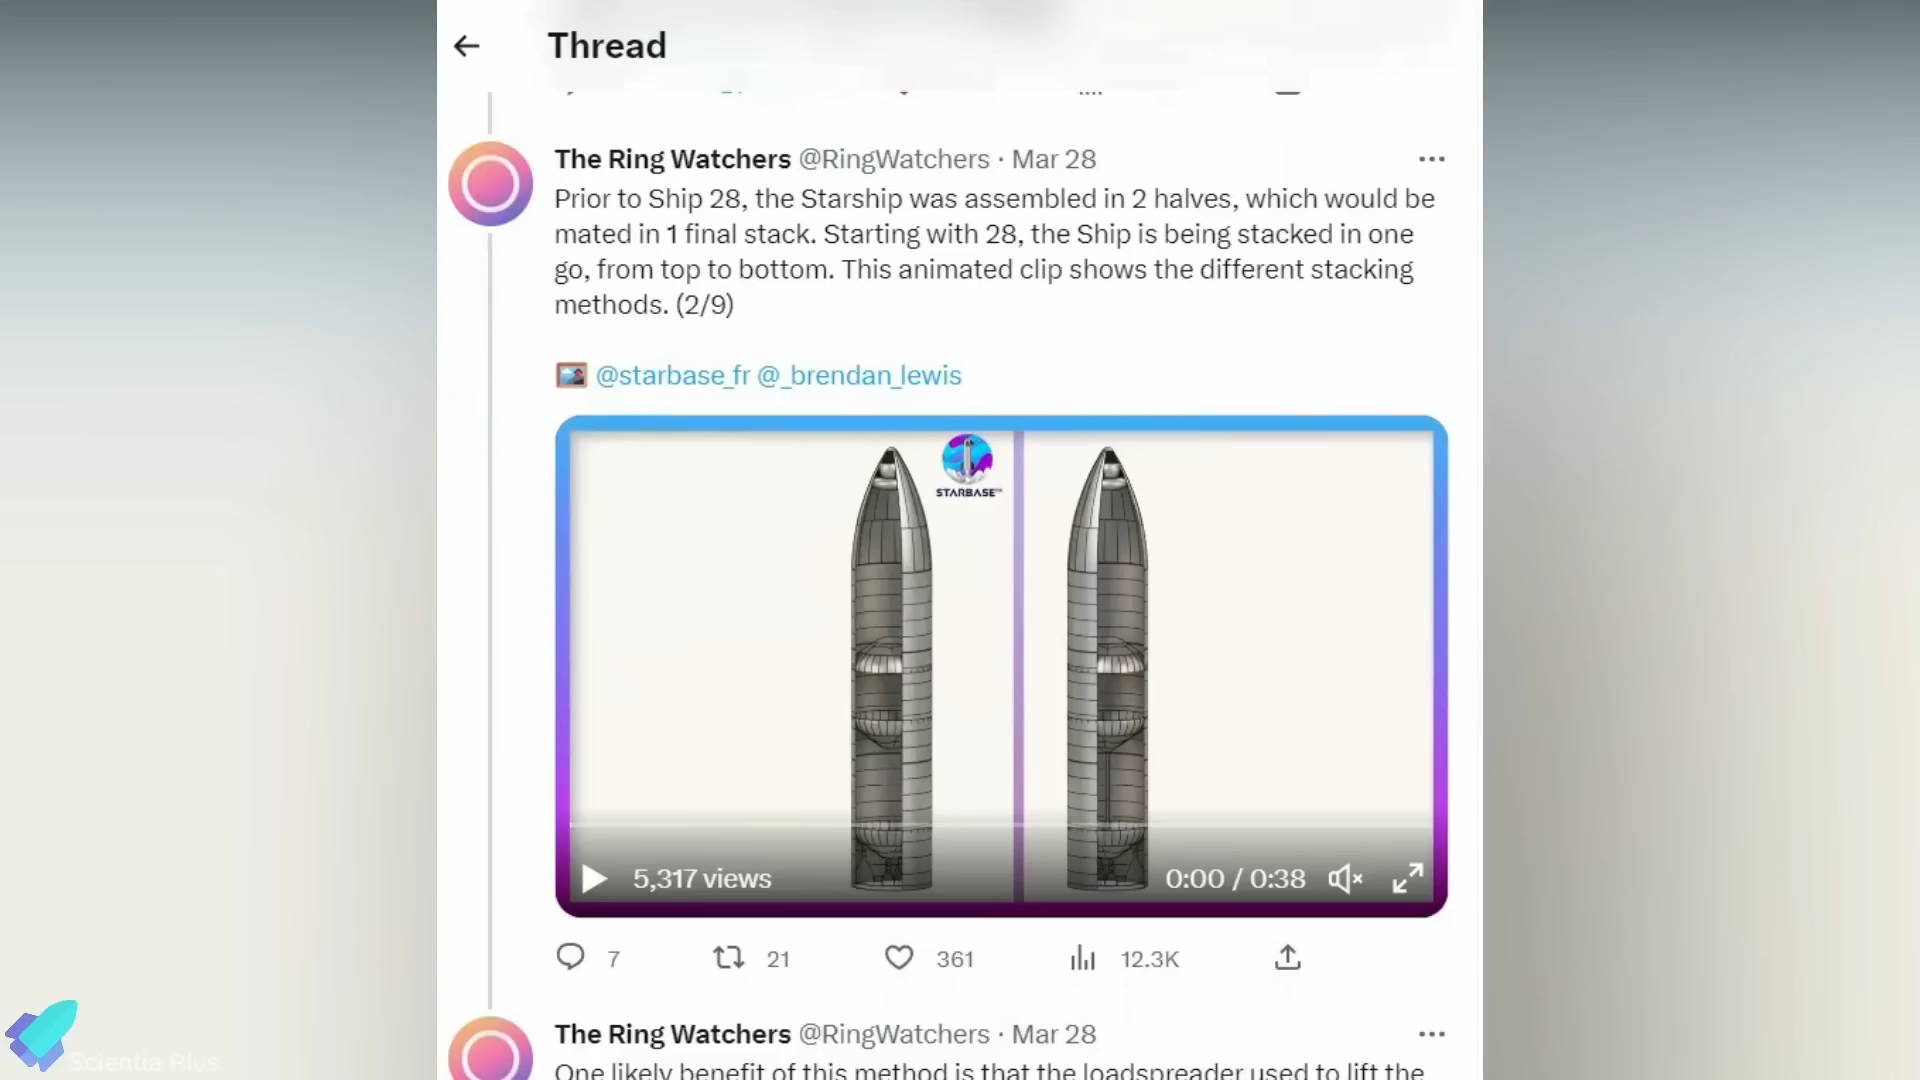 Thread
The Ring Watchers @RingWatchers · Mar 28
Prior to Ship 28, the Starship was assembled in 2 halves, which would be
mated in 1 final stack. Starting with 28, the Ship is being stacked in one
go, from top to bottom. This animated clip shows the different stacking
methods. (2/9)
@starbase_fr @_brendan_lewis
STARBASE
5,317 views
0:00 / 0:38
7
21
361
12.3K
The Ring Watchers @RingWatchers · Mar 28
One likely benefit of this method is that the loadspreader used to lift the
Scientia Plus